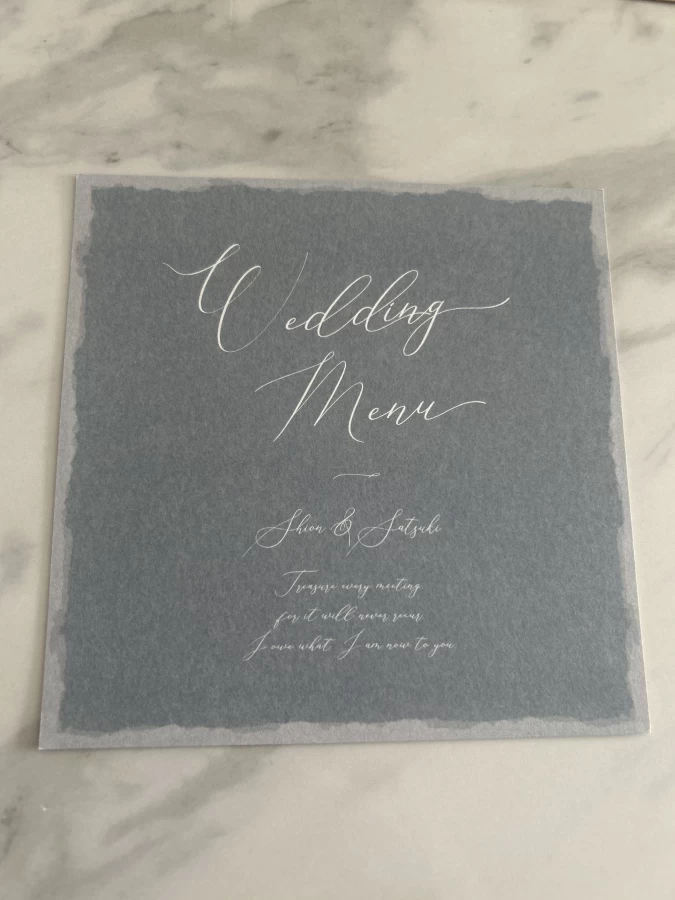 Wedding
Menu
Shion & Satsuki
Treasure every meeting
for it will never recur
I owe what I am now to you